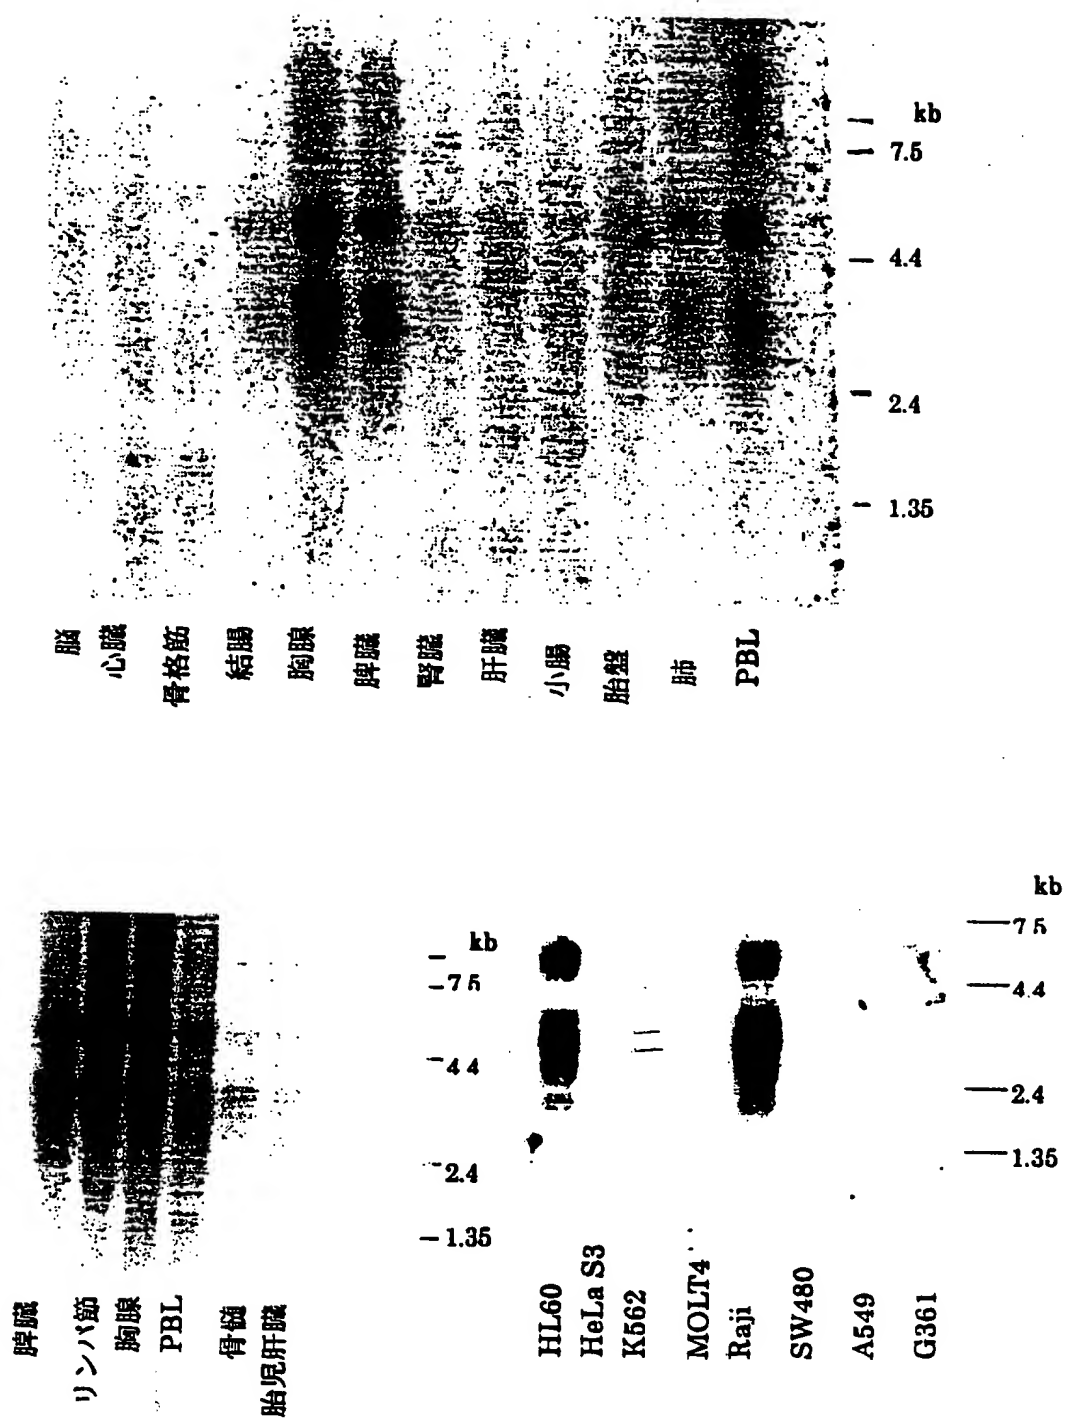 kb
7.5
4.4
2.4
1.35
脳
心臓
骨格筋
結腸
胸腺
脾臓
腎臓
肝臓
小腸
胎盤
肺
PBL
kb
7 5
4 4
2.4
1.35
脾臓
リンパ節
胸腺
PBL
骨髄
胎児肝臓
kb
7 5
4.4
2.4
1.35
HL60
HeLa S3
K562
MOLT4
Raji
SW480
A549
G361